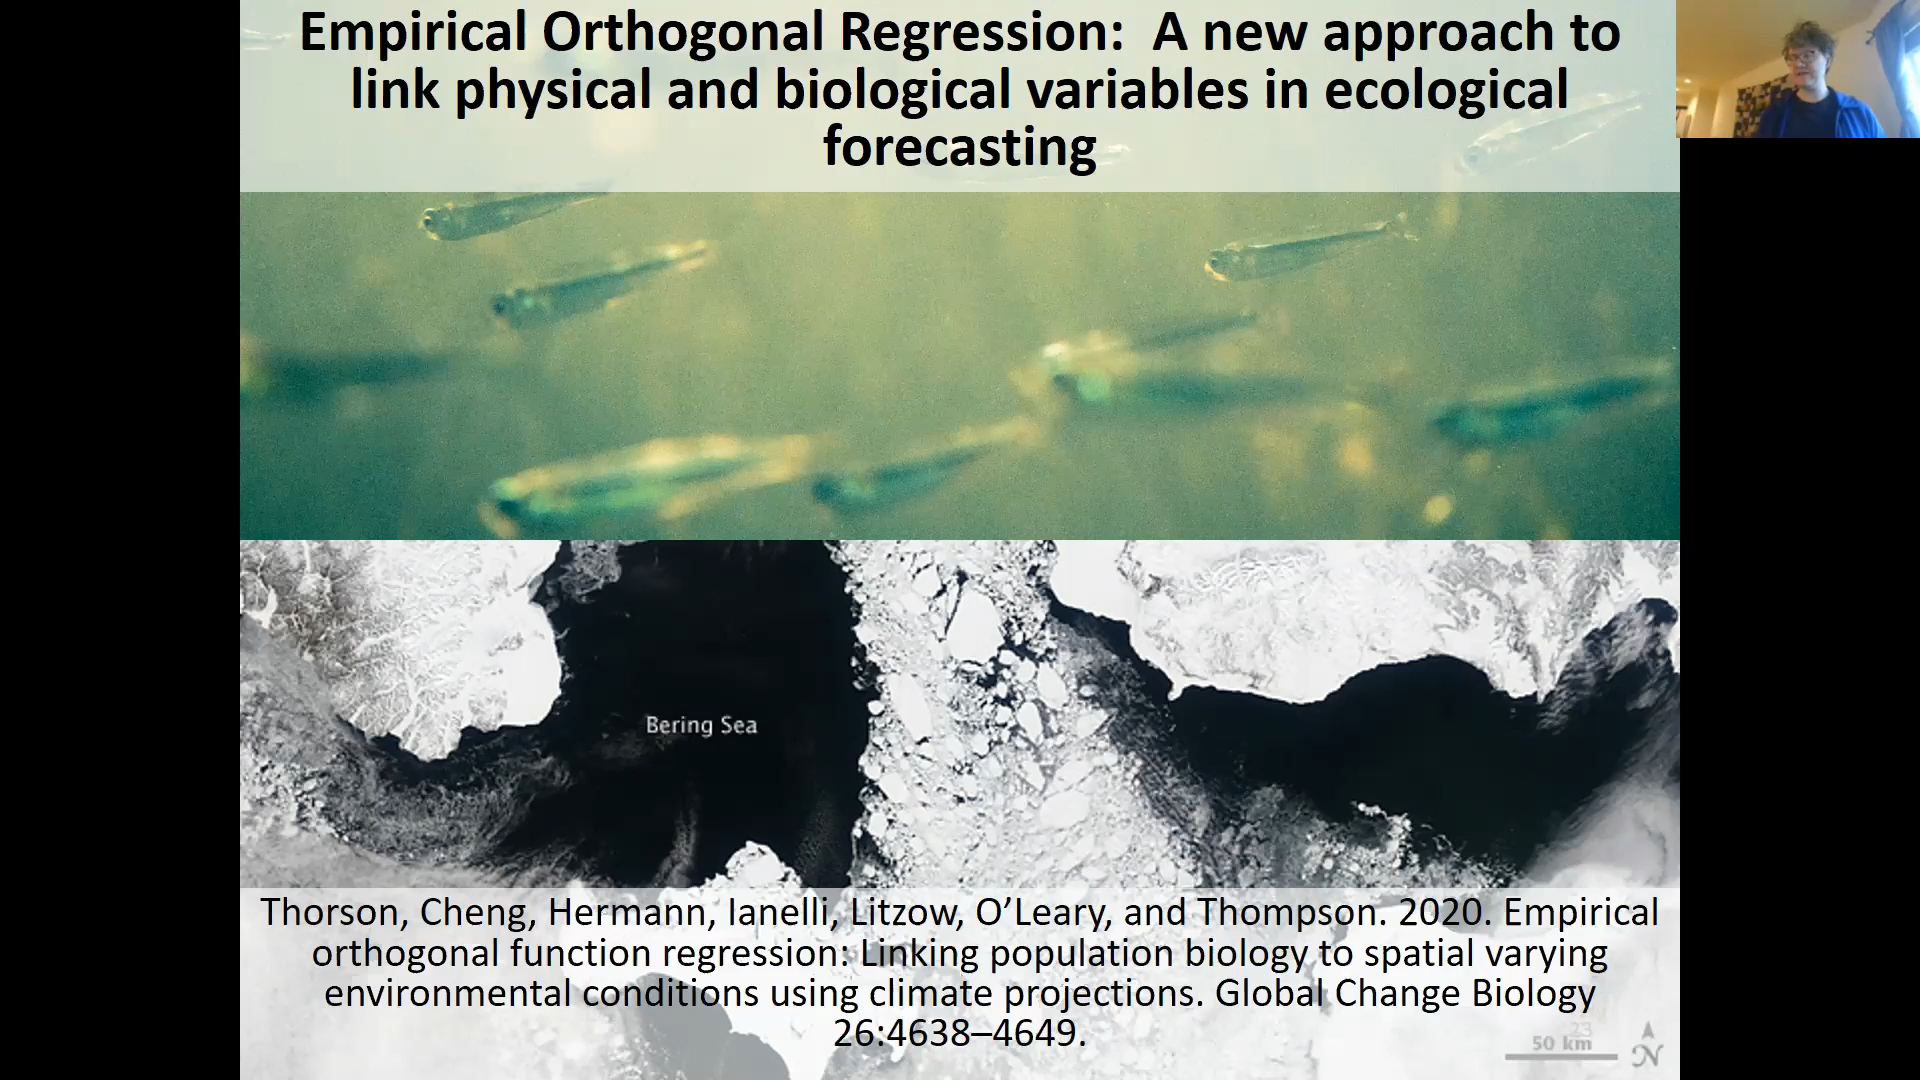 Empirical Orthogonal Regression:  A new approach to
link physical and biological variables in ecological
forecasting
Bering Sea
Thorson, Cheng, Hermann, Ianelli, Litzow, O’Leary, and Thompson. 2020. Empirical
orthogonal function regression: Linking population biology to spatial varying
environmental conditions using climate projections. Global Change Biology
26:4638–4649.
23
50 km
N